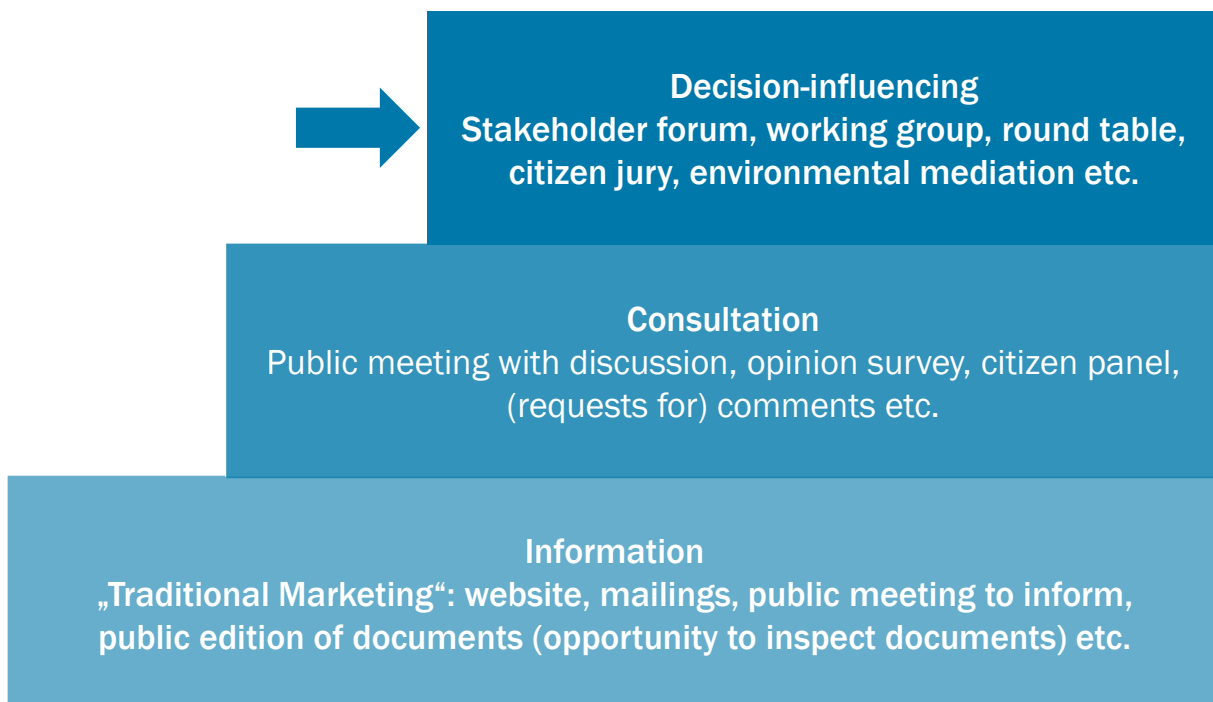 Decision-influencing
Stakeholder forum, working group, round table,
citizen jury, environmental mediation etc.
Consultation
Public meeting with discussion, opinion survey, citizen panel,
(requests for) comments etc.
Information
„Traditional Marketing“: website, mailings, public meeting to inform,
public edition of documents (opportunity to inspect documents) etc.